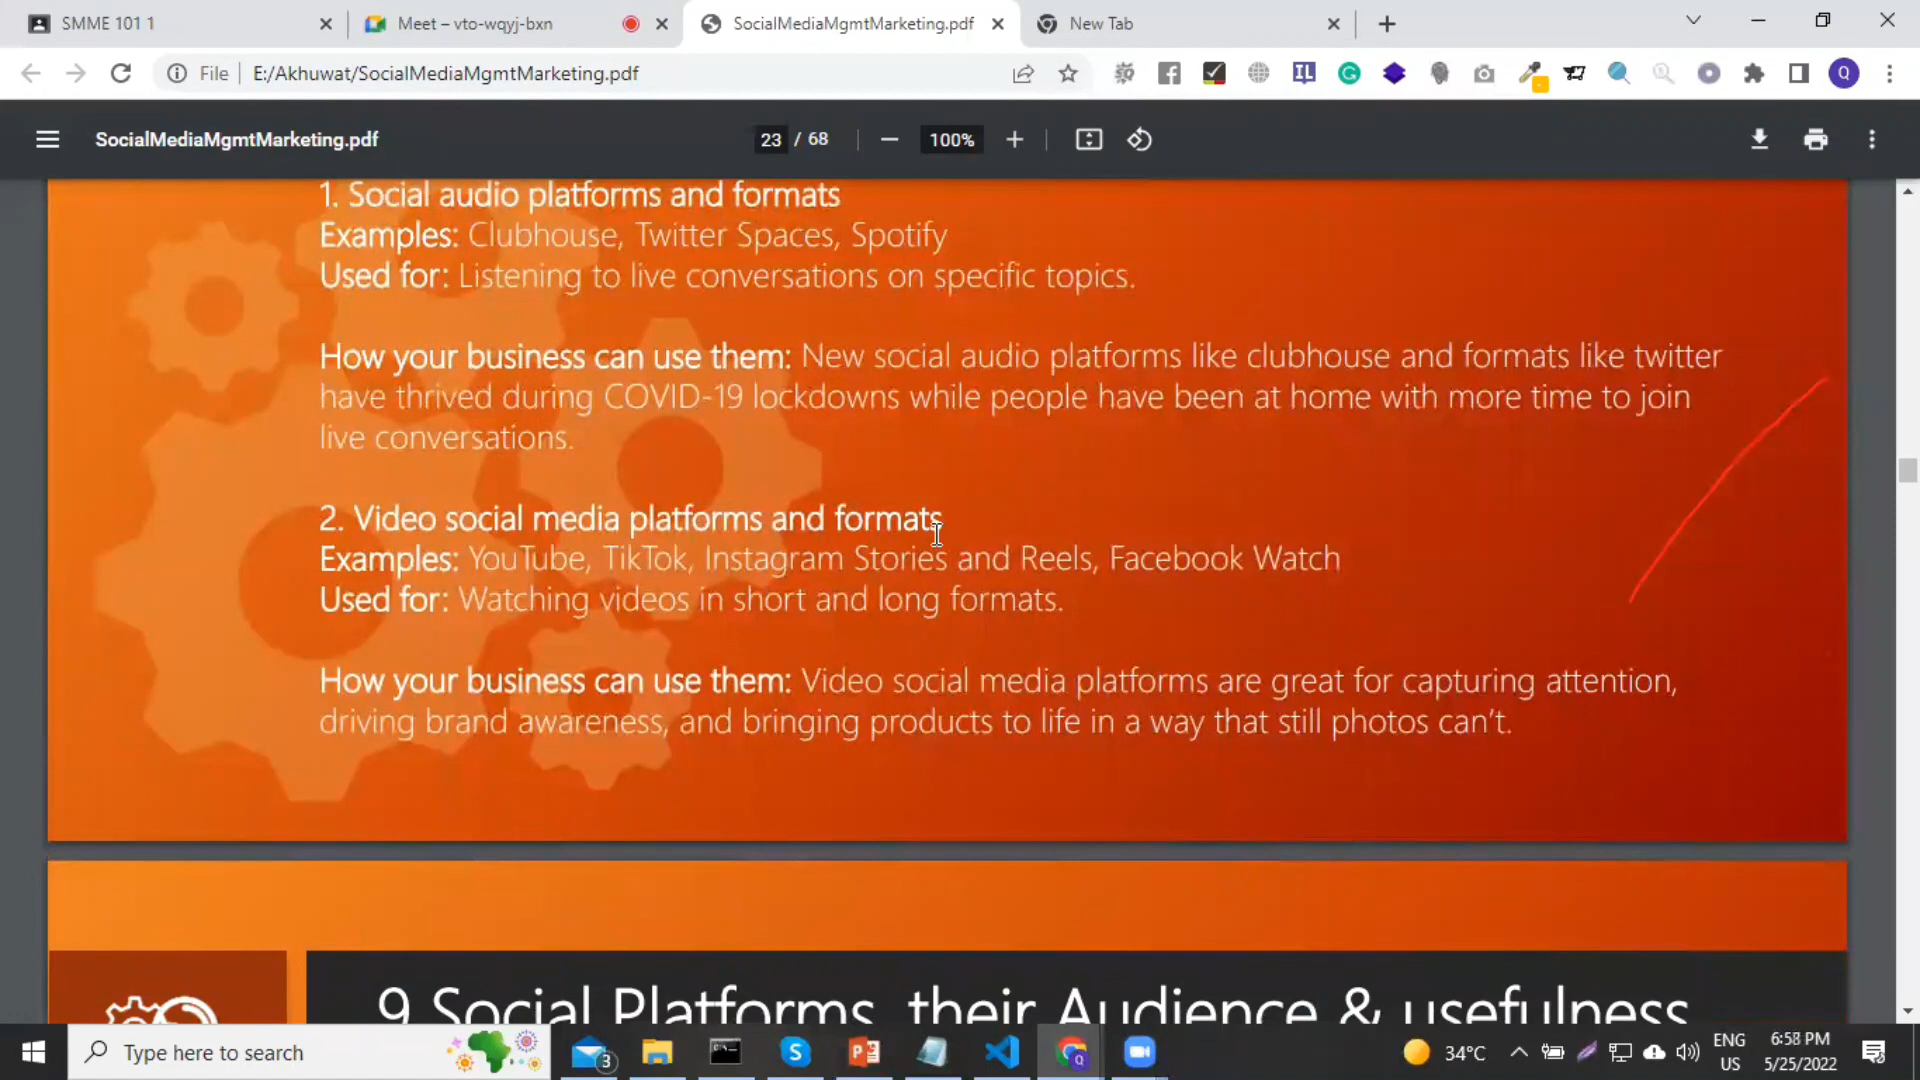 SMME 101 1
Meet – vto-wqyj-bxn
SocialMediaMgmtMarketing.pdf
New Tab
File
E:/Akhuwat/SocialMediaMgmtMarketing.pdf
IL
Q
SocialMediaMgmtMarketing.pdf
23 / 68
100%
1. Social audio platforms and formats
Examples: Clubhouse, Twitter Spaces, Spotify
Used for: Listening to live conversations on specific topics.
How your business can use them: New social audio platforms like clubhouse and formats like twitter
have thrived during COVID-19 lockdowns while people have been at home with more time to join
live conversations.
2. Video social media platforms and formats
Examples: YouTube, TikTok, Instagram Stories and Reels, Facebook Watch
Used for: Watching videos in short and long formats.
How your business can use them: Video social media platforms are great for capturing attention,
driving brand awareness, and bringing products to life in a way that still photos can't.
9 Social Platforms, their Audience & usefulness
Type here to search
3
34°C
ENG
US
6:58 PM
5/25/2022